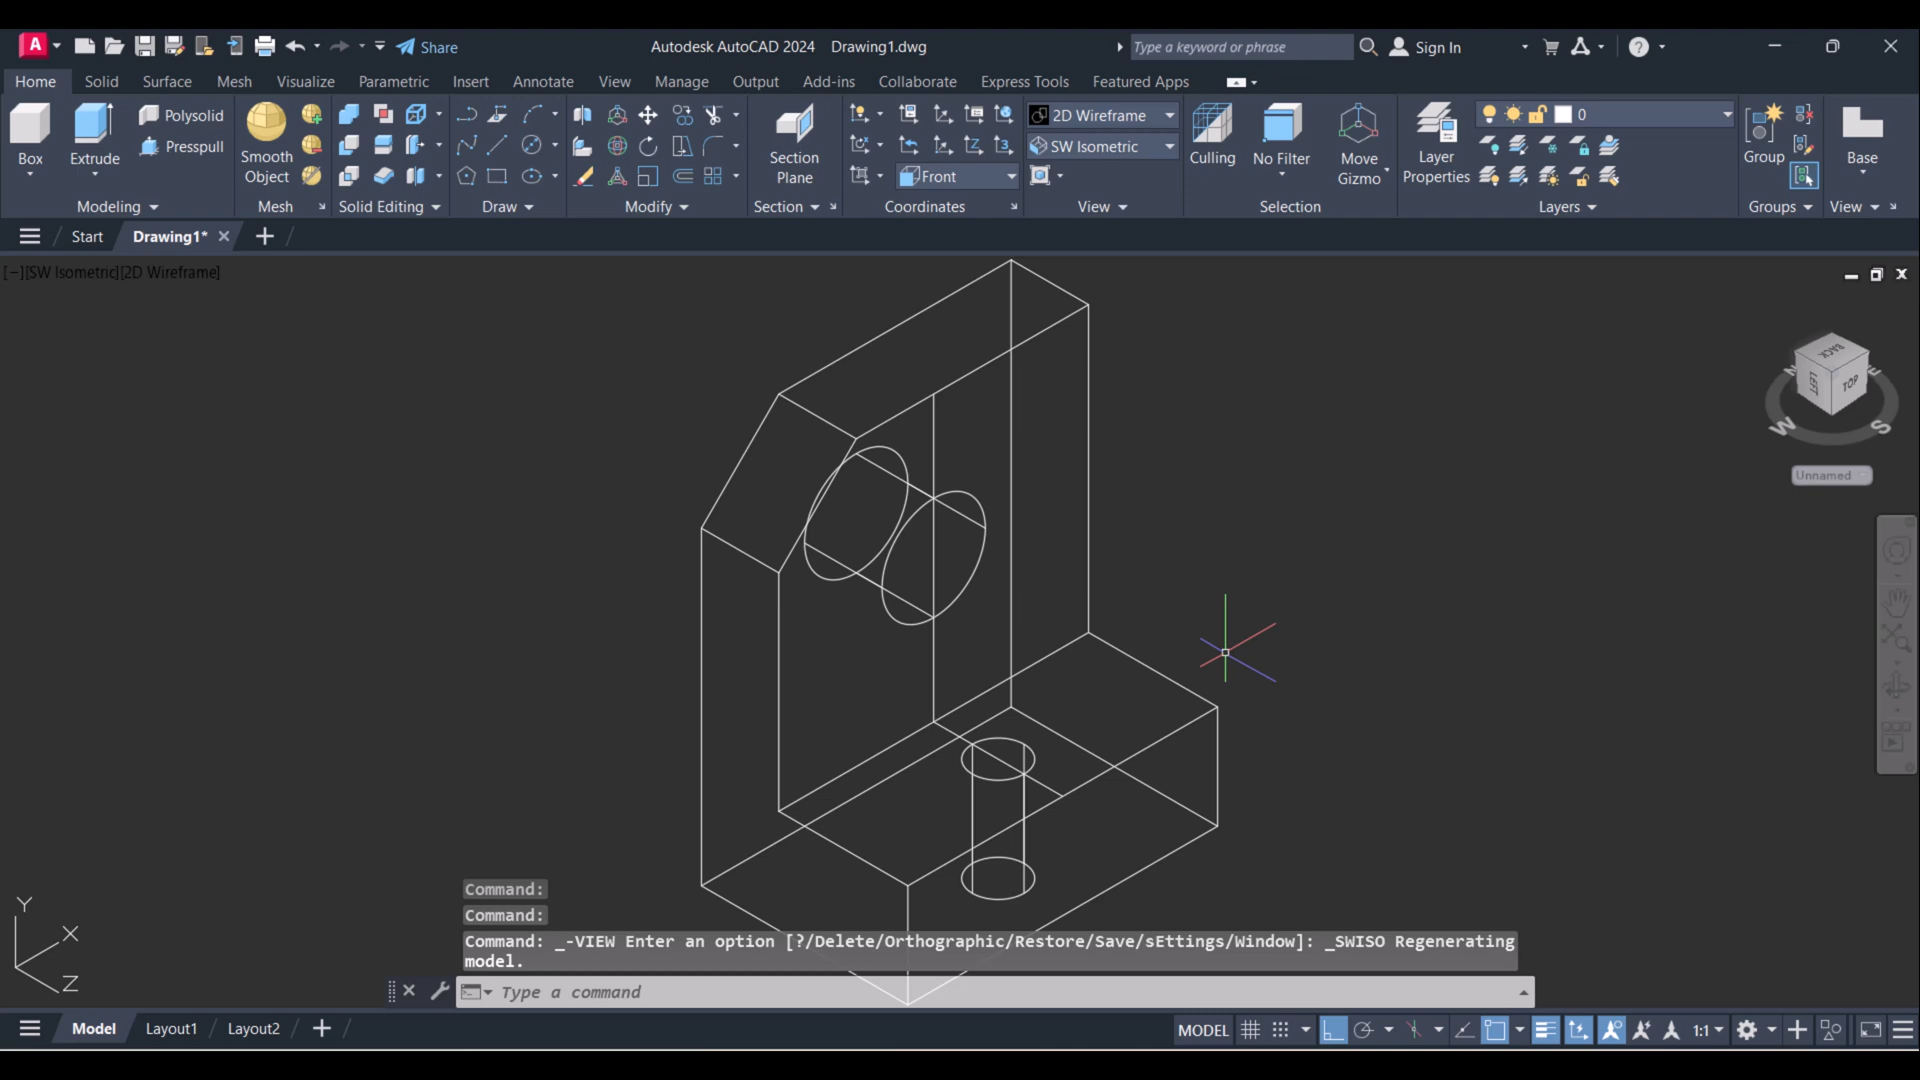 A Share Autodesk AutoCAD 2024 Drawing1.dwg Type a keyword or phrase Sign In
Home Solid Surface Mesh Visualize Parametric Insert Annotate View Manage Output Add-ins Collaborate Express Tools Featured Apps
Box
Extrude
Polysolid
Presspull
Smooth
Object
Section
Plane
Front
2D Wireframe
SW Isometric
Culling
No Filter
Move
Gizmo
Layer
Properties
0
Group
Base
Modeling Mesh Solid Editing Draw Modify Section Coordinates View Selection Layers Groups View
Start Drawing1*
[−][SW Isometric][2D Wireframe]
BACK
LEFT
TOP
N
E
W
S
Unnamed
Y
X
Z
Command:
Command:
Command: _-VIEW Enter an option [?/Delete/Orthographic/Restore/Save/sEttings/Window]: _SWISO Regenerating
model.
Type a command
Model Layout1 Layout2
MODEL 1:1